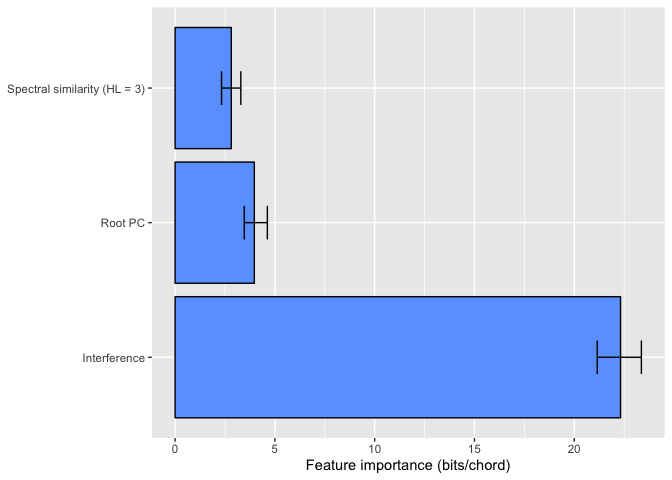 Spectral similarity (HL = 3)
Root PC
Interference
0 5 10 15 20
Feature importance (bits/chord)